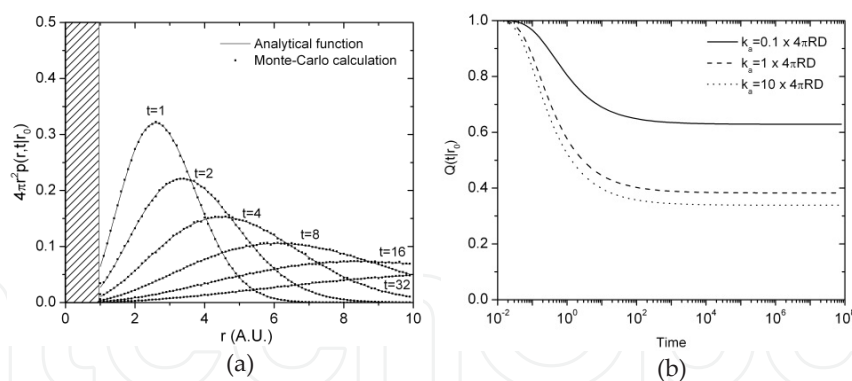 0.5
0.4
0.3
0.2
0.1
0.0
4πr²p(r,t|r₀)
Analytical function
Monte-Carlo calculation
t=1
t=2
t=4
t=8
t=16
t=32
0 2 4 6 8 10
r (A.U.)
(a)
1.0
0.8
0.6
0.4
0.2
0.0
Q(t|r₀)
kₐ=0.1 x 4πRD
kₐ=1 x 4πRD
kₐ=10 x 4πRD
10⁻² 10⁰ 10² 10⁴ 10⁶ 10⁸
Time
(b)